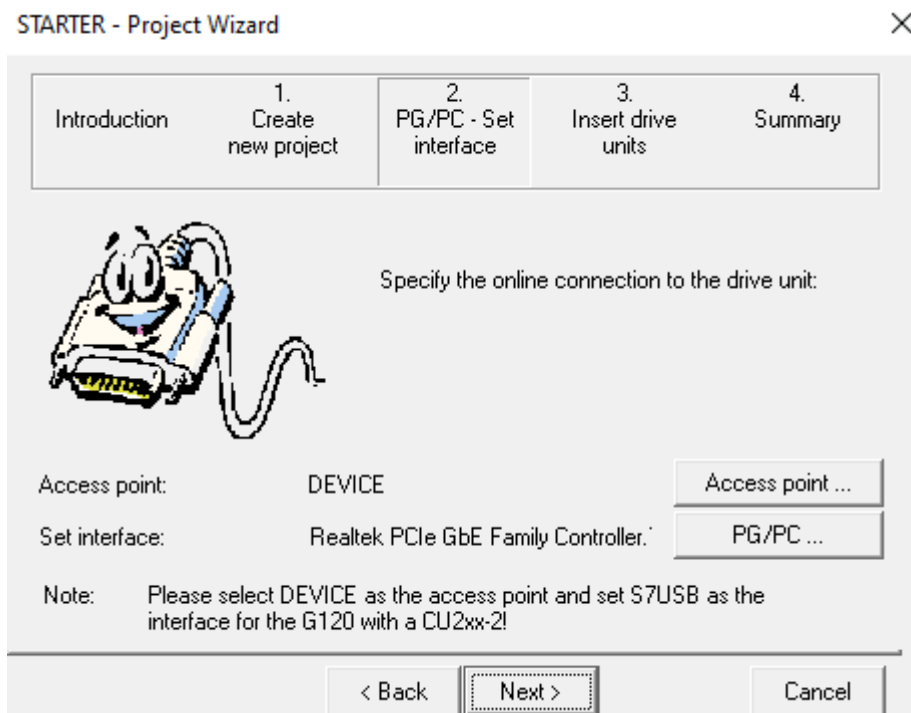 STARTER - Project Wizard
Introduction
1.
Create
new project
2.
PG/PC - Set
interface
3.
Insert drive
units
4.
Summary
Specify the online connection to the drive unit:
Access point: DEVICE Access point ...
Set interface: Realtek PCIe GbE Family Controller. PG/PC ...
Note: Please select DEVICE as the access point and set S7USB as the
interface for the G120 with a CU2xx-2!
< Back Next > Cancel